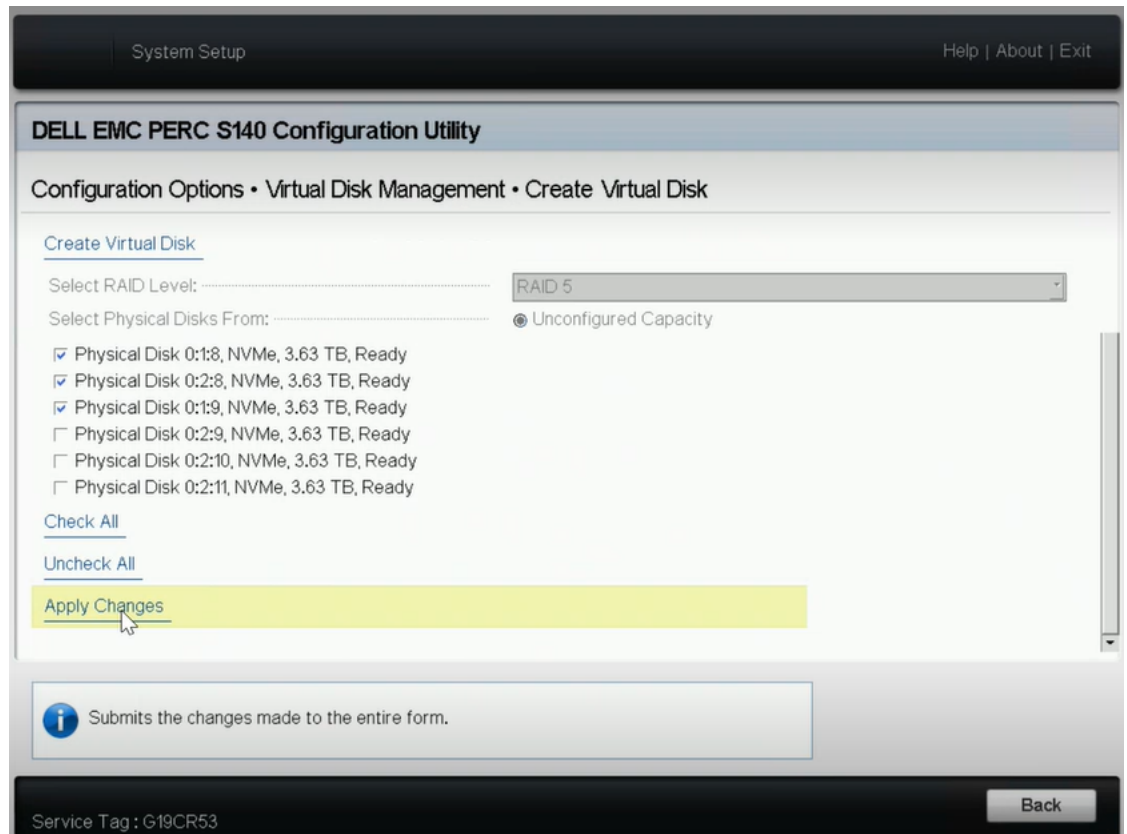 System Setup
Help | About | Exit
DELL EMC PERC S140 Configuration Utility
Configuration Options • Virtual Disk Management • Create Virtual Disk
Create Virtual Disk
Select RAID Level:
RAID 5
Select Physical Disks From:
Unconfigured Capacity
Physical Disk 0:1:8, NVMe, 3.63 TB, Ready
Physical Disk 0:2:8, NVMe, 3.63 TB, Ready
Physical Disk 0:1:9, NVMe, 3.63 TB, Ready
Physical Disk 0:2:9, NVMe, 3.63 TB, Ready
Physical Disk 0:2:10, NVMe, 3.63 TB, Ready
Physical Disk 0:2:11, NVMe, 3.63 TB, Ready
Check All
Uncheck All
Apply Changes
Submits the changes made to the entire form.
Service Tag : G19CR53
Back